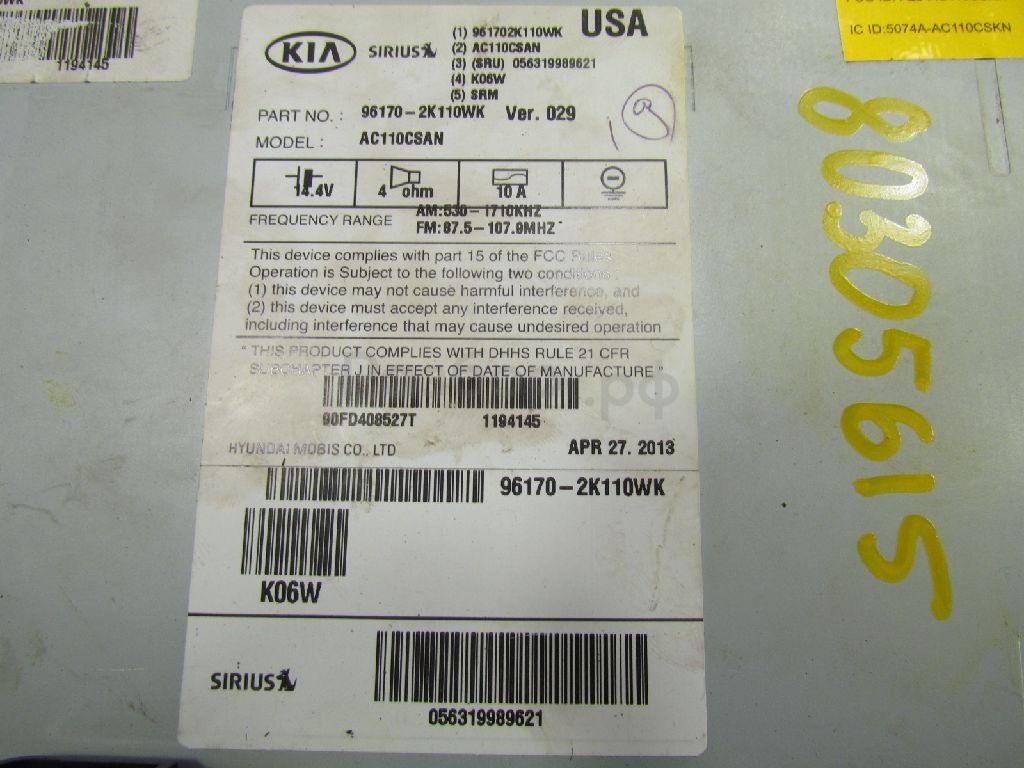 1194145
IC ID:5074A-AC110CSKN
KIA SIRIUS
USA
(1) 961702K110WK
(2) AC110CSAN
(3) (SRU) 056319989621
(4) K06W
(5) SRM
PART NO. : 96170-2K110WK Ver. 029
MODEL : AC110CSAN
14.4V 4 ohm 10 A
FREQUENCY RANGE AM:530-1710KHZ
FM:87.5-107.9MHZ
This device complies with part 15 of the FCC Rules
Operation is Subject to the following two conditions :
(1) this device may not cause harmful interference, and
(2) this device must accept any interference received,
including interference that may cause undesired operation
" THIS PRODUCT COMPLIES WITH DHHS RULE 21 CFR
SUBCHAPTER J IN EFFECT OF DATE OF MANUFACTURE "
.рф
90FD408527T 1194145
HYUNDAI MOBIS CO., LTD APR 27. 2013
96170-2K110WK
K06W
SIRIUS
056319989621
80305615